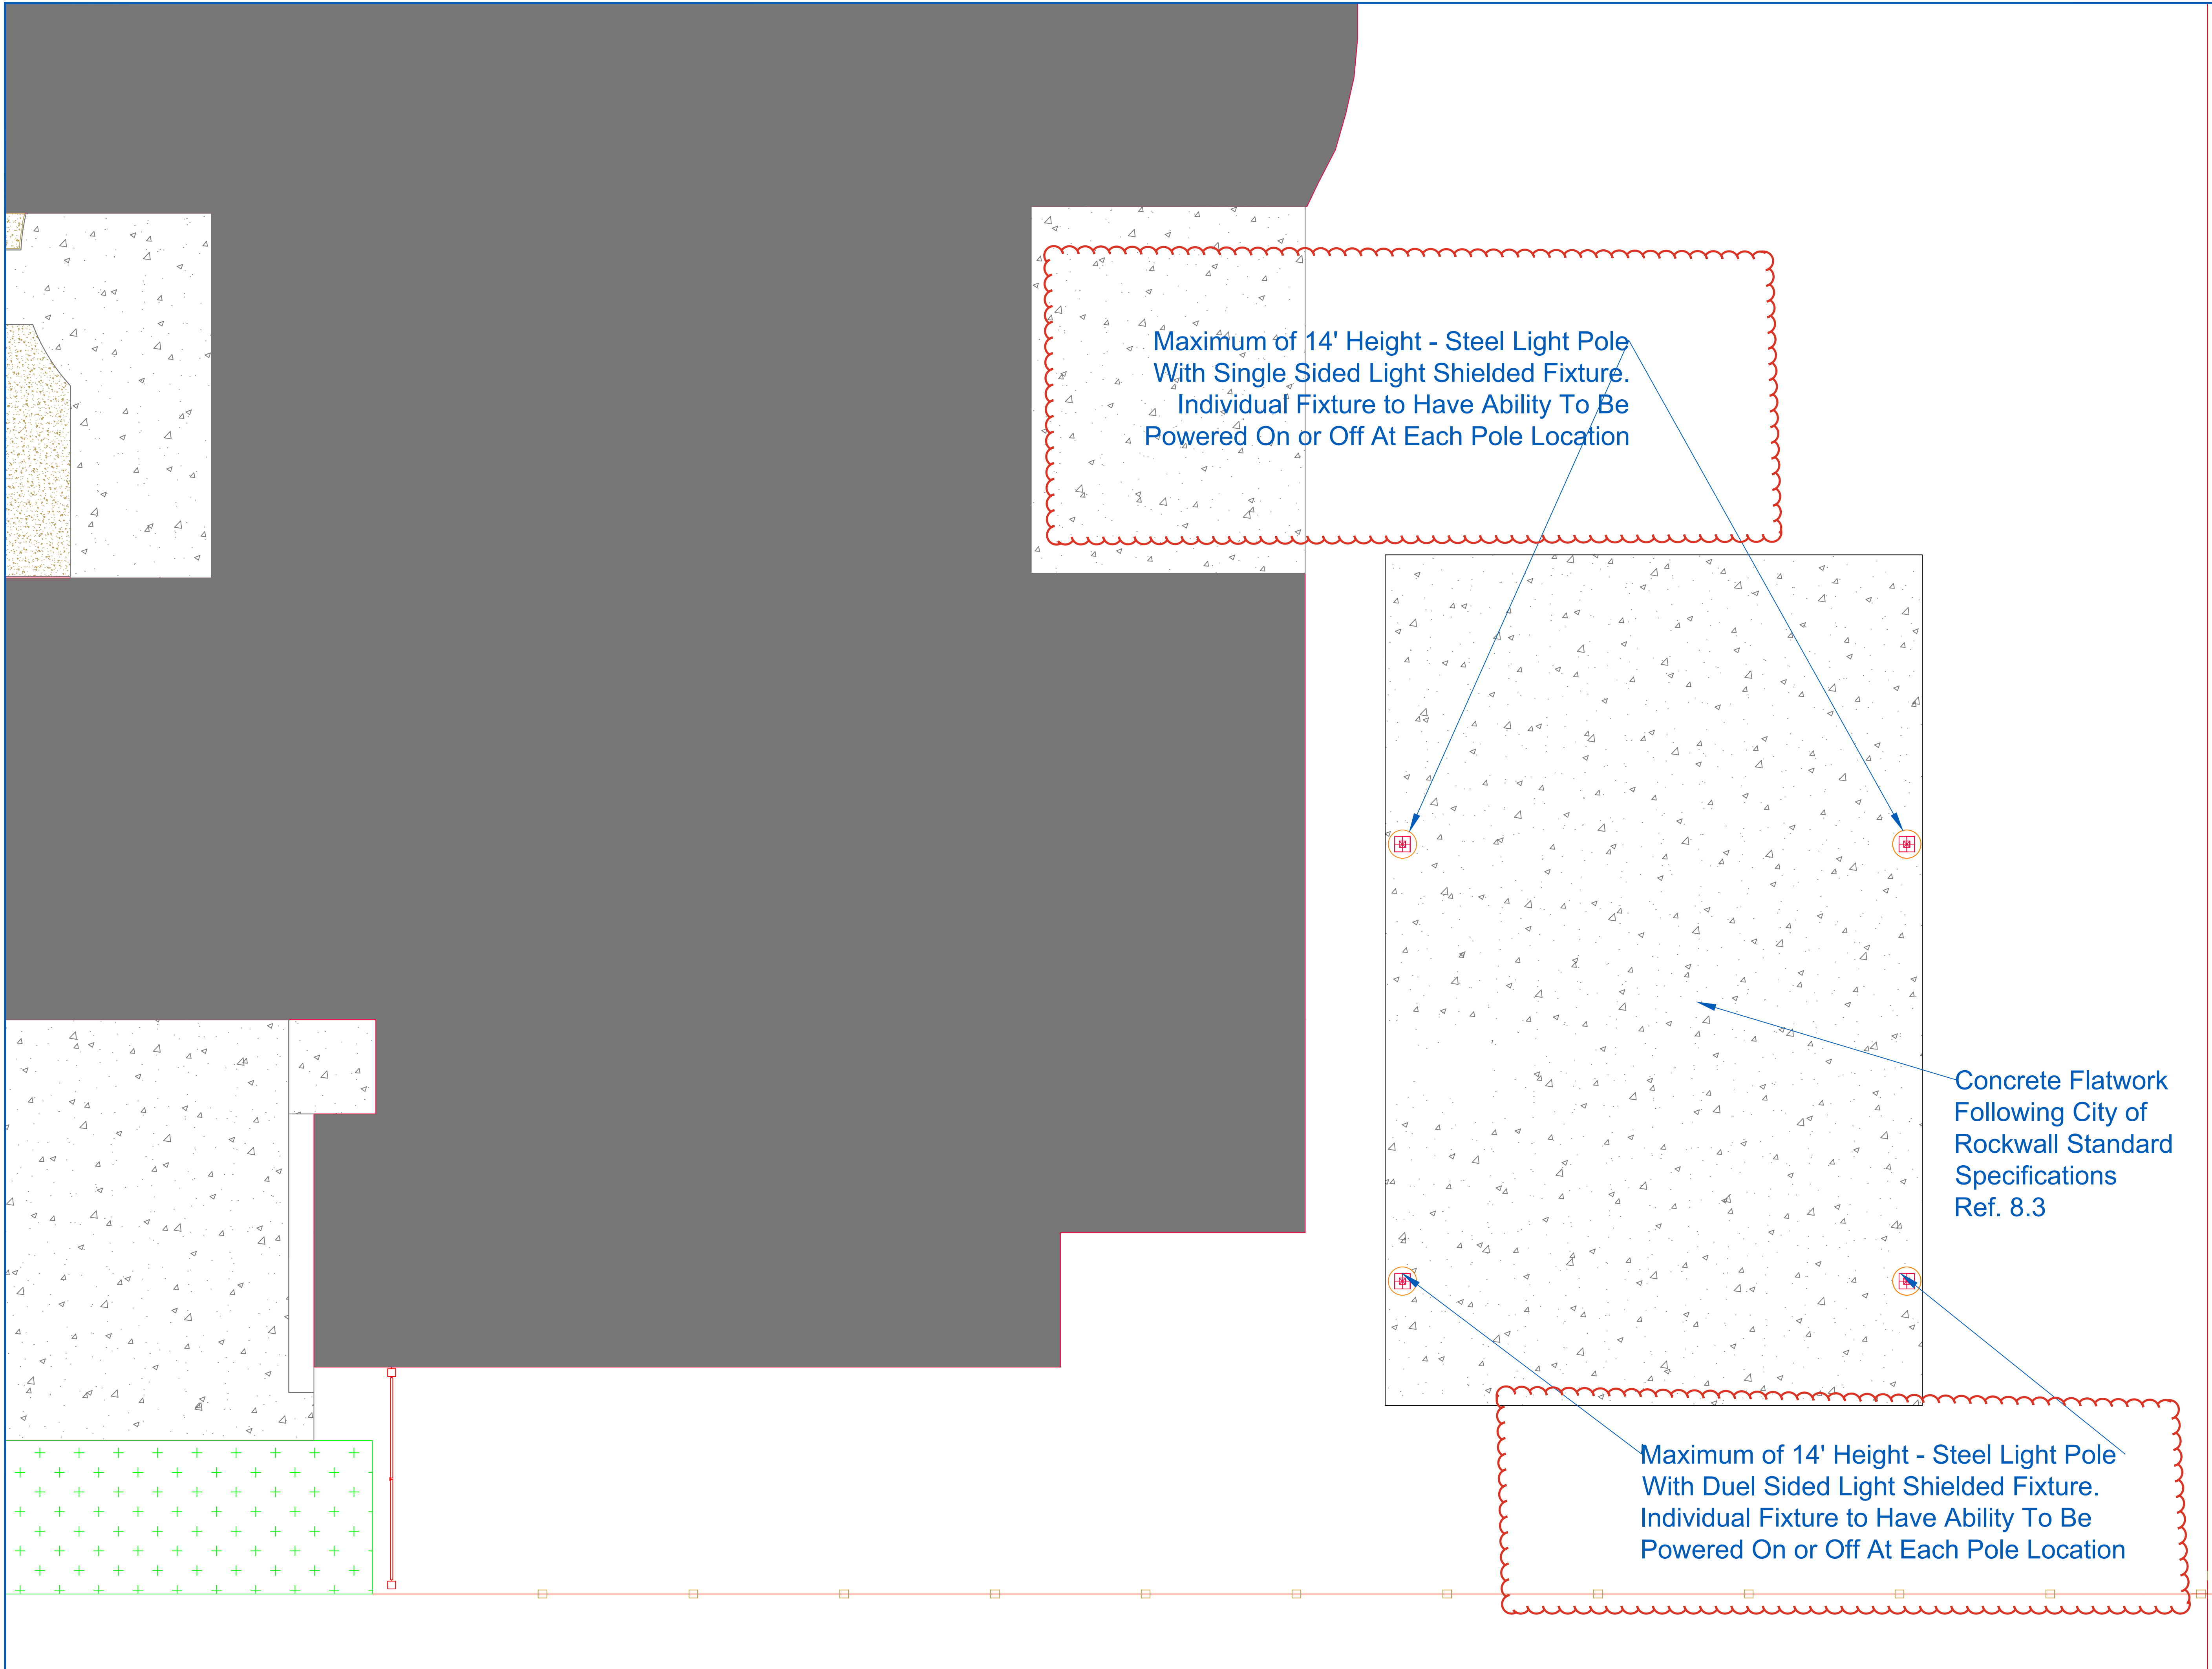 Maximum of 14' Height - Steel Light Pole
With Single Sided Light Shielded Fixture.
Individual Fixture to Have Ability To Be
Powered On or Off At Each Pole Location
Concrete Flatwork
Following City of
Rockwall Standard
Specifications
Ref. 8.3
Maximum of 14' Height - Steel Light Pole
With Duel Sided Light Shielded Fixture.
Individual Fixture to Have Ability To Be
Powered On or Off At Each Pole Location